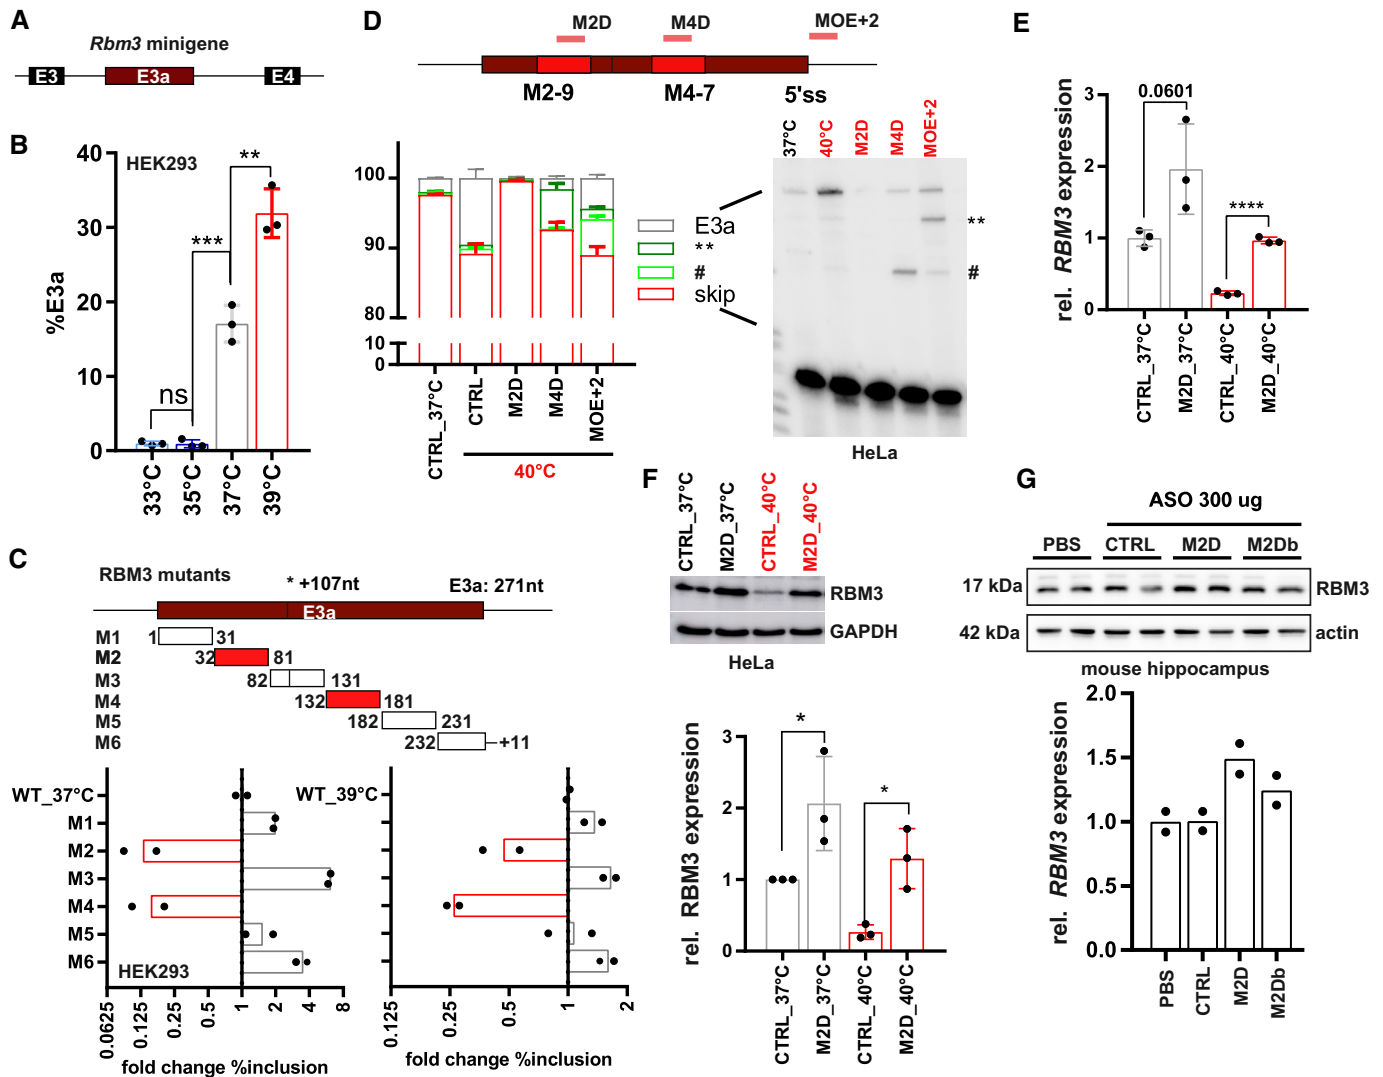 A
Rbm3 minigene
E3
E3a
E4
B
HEK293
%E3a
40
30
20
10
0
ns
***
**
33°C
35°C
37°C
39°C
C
RBM3 mutants
* +107nt
E3a: 271nt
E3a
M1 1 31
M2 32 81
M3 82 131
M4 132 181
M5 182 231
M6 232 +11
WT_37°C
M1
M2
M3
M4
M5
M6
HEK293
0.0625
0.125
0.25
0.5
1
2
4
8
fold change %inclusion
WT_39°C
0.125
0.25
0.5
1
2
fold change %inclusion
D
M2D
M4D
MOE+2
M2-9
M4-7
5'ss
100
90
80
10
0
CTRL_37°C
CTRL
M2D
M4D
MOE+2
40°C
E3a
**
#
skip
37°C
40°C
M2D
M4D
MOE+2
**
#
HeLa
E
rel. RBM3 expression
3
2
1
0
0.0601
****
CTRL_37°C
M2D_37°C
CTRL_40°C
M2D_40°C
F
CTRL_37°C
M2D_37°C
CTRL_40°C
M2D_40°C
RBM3
GAPDH
HeLa
rel. RBM3 expression
3
2
1
0
*
*
CTRL_37°C
M2D_37°C
CTRL_40°C
M2D_40°C
G
ASO 300 ug
PBS
CTRL
M2D
M2Db
17 kDa
RBM3
42 kDa
actin
mouse hippocampus
rel. RBM3 expression
2.0
1.5
1.0
0.5
0.0
PBS
CTRL
M2D
M2Db